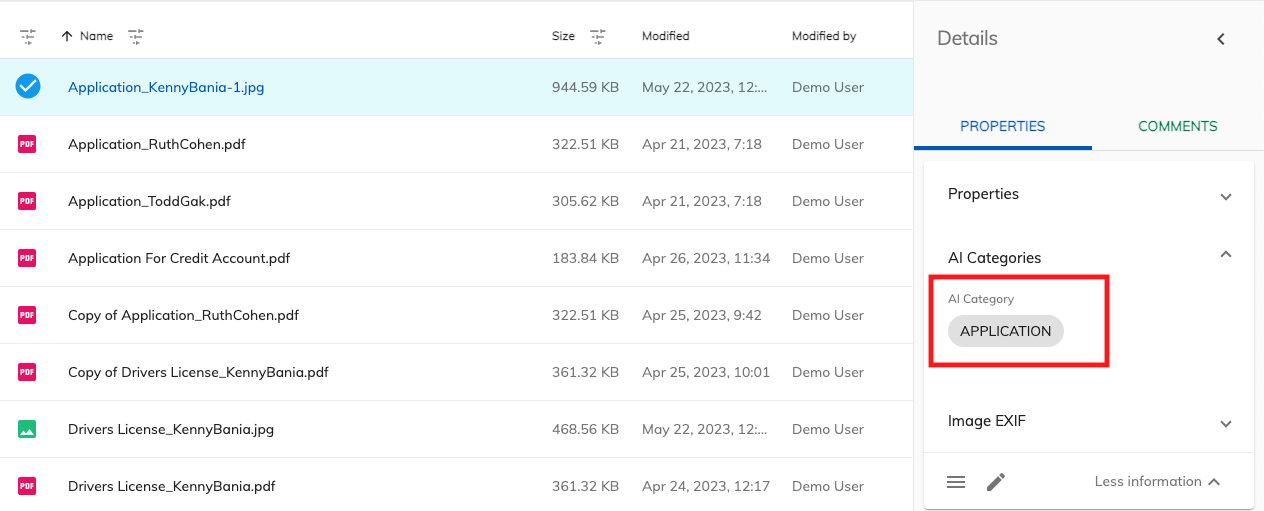 Name Size Modified Modified by
Application_KennyBania-1.jpg 944.59 KB May 22, 2023, 12:... Demo User
PDF Application_RuthCohen.pdf 322.51 KB Apr 21, 2023, 7:18 Demo User
PDF Application_ToddGak.pdf 305.62 KB Apr 21, 2023, 7:18 Demo User
PDF Application For Credit Account.pdf 183.84 KB Apr 26, 2023, 11:34 Demo User
PDF Copy of Application_RuthCohen.pdf 322.51 KB Apr 25, 2023, 9:42 Demo User
PDF Copy of Drivers License_KennyBania.pdf 361.32 KB Apr 25, 2023, 10:01 Demo User
Drivers License_KennyBania.jpg 468.56 KB May 22, 2023, 12:... Demo User
PDF Drivers License_KennyBania.pdf 361.32 KB Apr 24, 2023, 12:17 Demo User
Details
PROPERTIES COMMENTS
Properties
AI Categories
AI Category
APPLICATION
Image EXIF
Less information